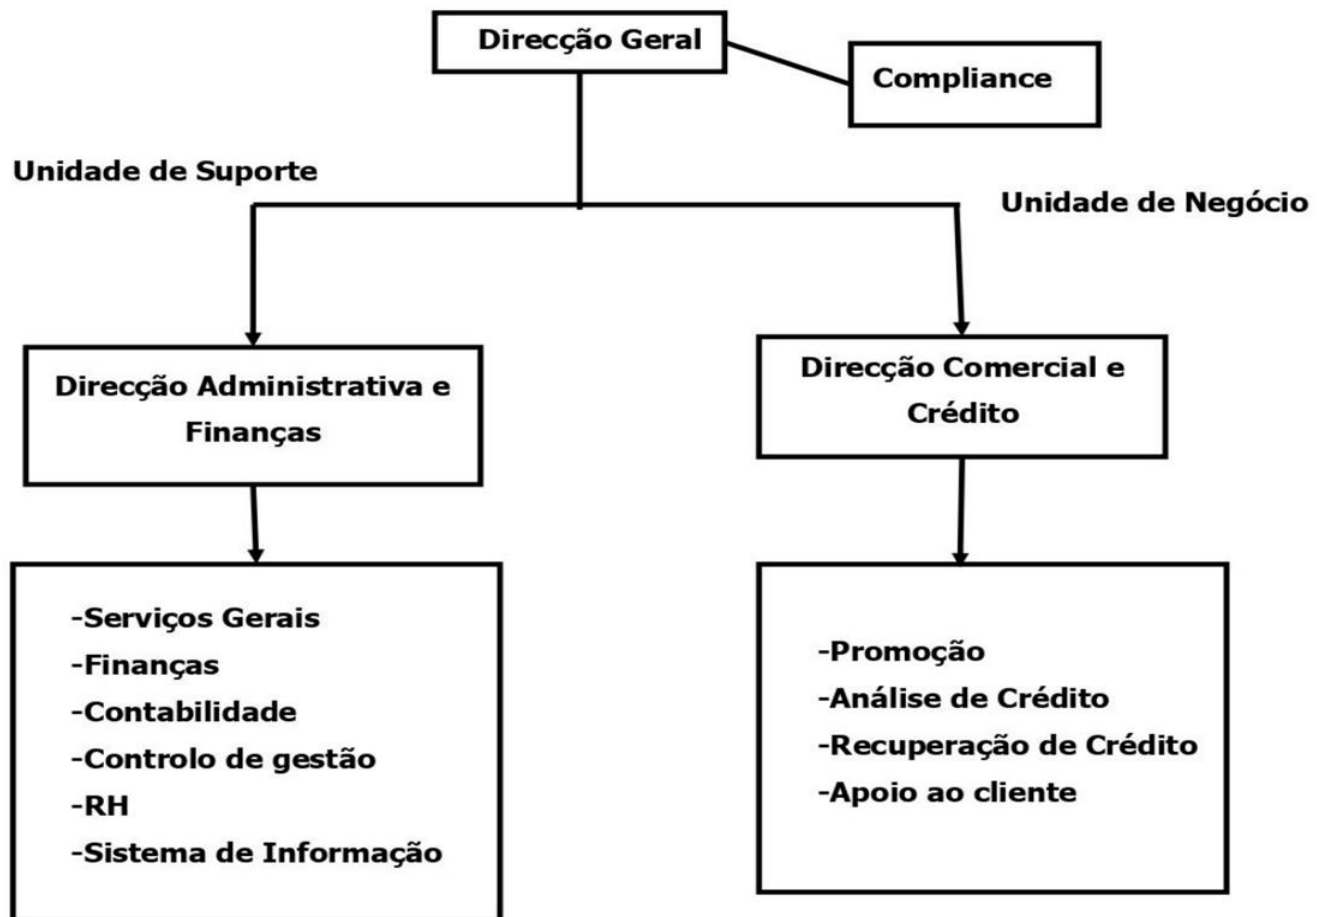 Direcção Geral
Compliance
Unidade de Suporte
Unidade de Negócio
Direcção Administrativa e
Finanças
Direcção Comercial e
Crédito
-Serviços Gerais
-Finanças
-Contabilidade
-Controlo de gestão
-RH
-Sistema de Informação
-Promoção
-Análise de Crédito
-Recuperação de Crédito
-Apoio ao cliente